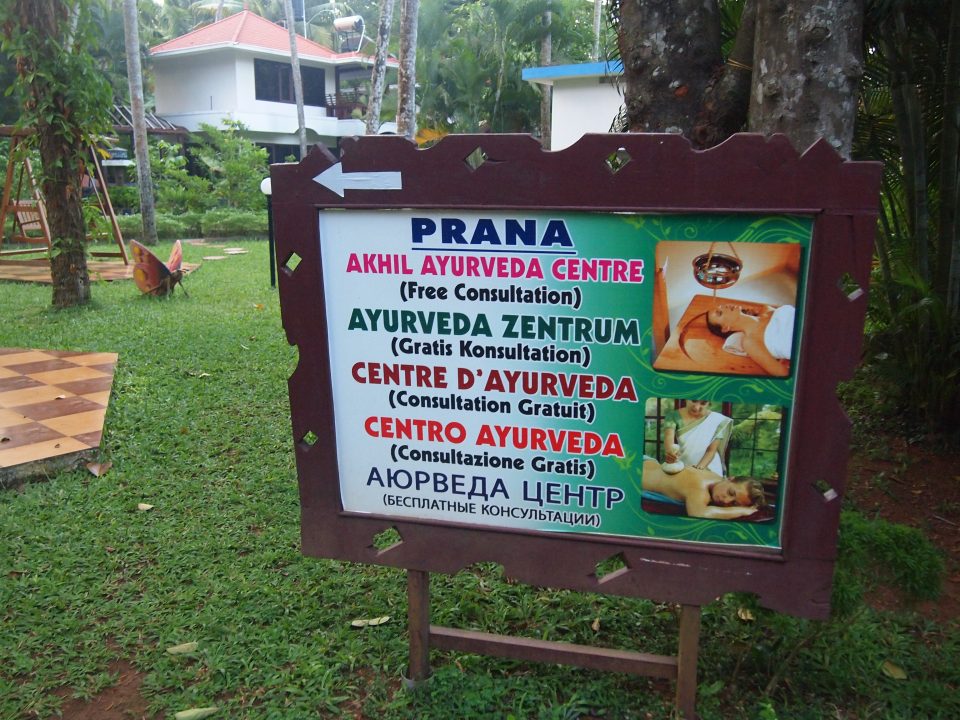 PRANA
AKHIL AYURVEDA CENTRE
(Free Consultation)
AYURVEDA ZENTRUM
(Gratis Konsultation)
CENTRE D'AYURVEDA
(Consultation Gratuit)
CENTRO AYURVEDA
(Consultazione Gratis)
АЮРВЕДА ЦЕНТР
(БЕСПЛАТНЫЕ КОНСУЛЬТАЦИИ)